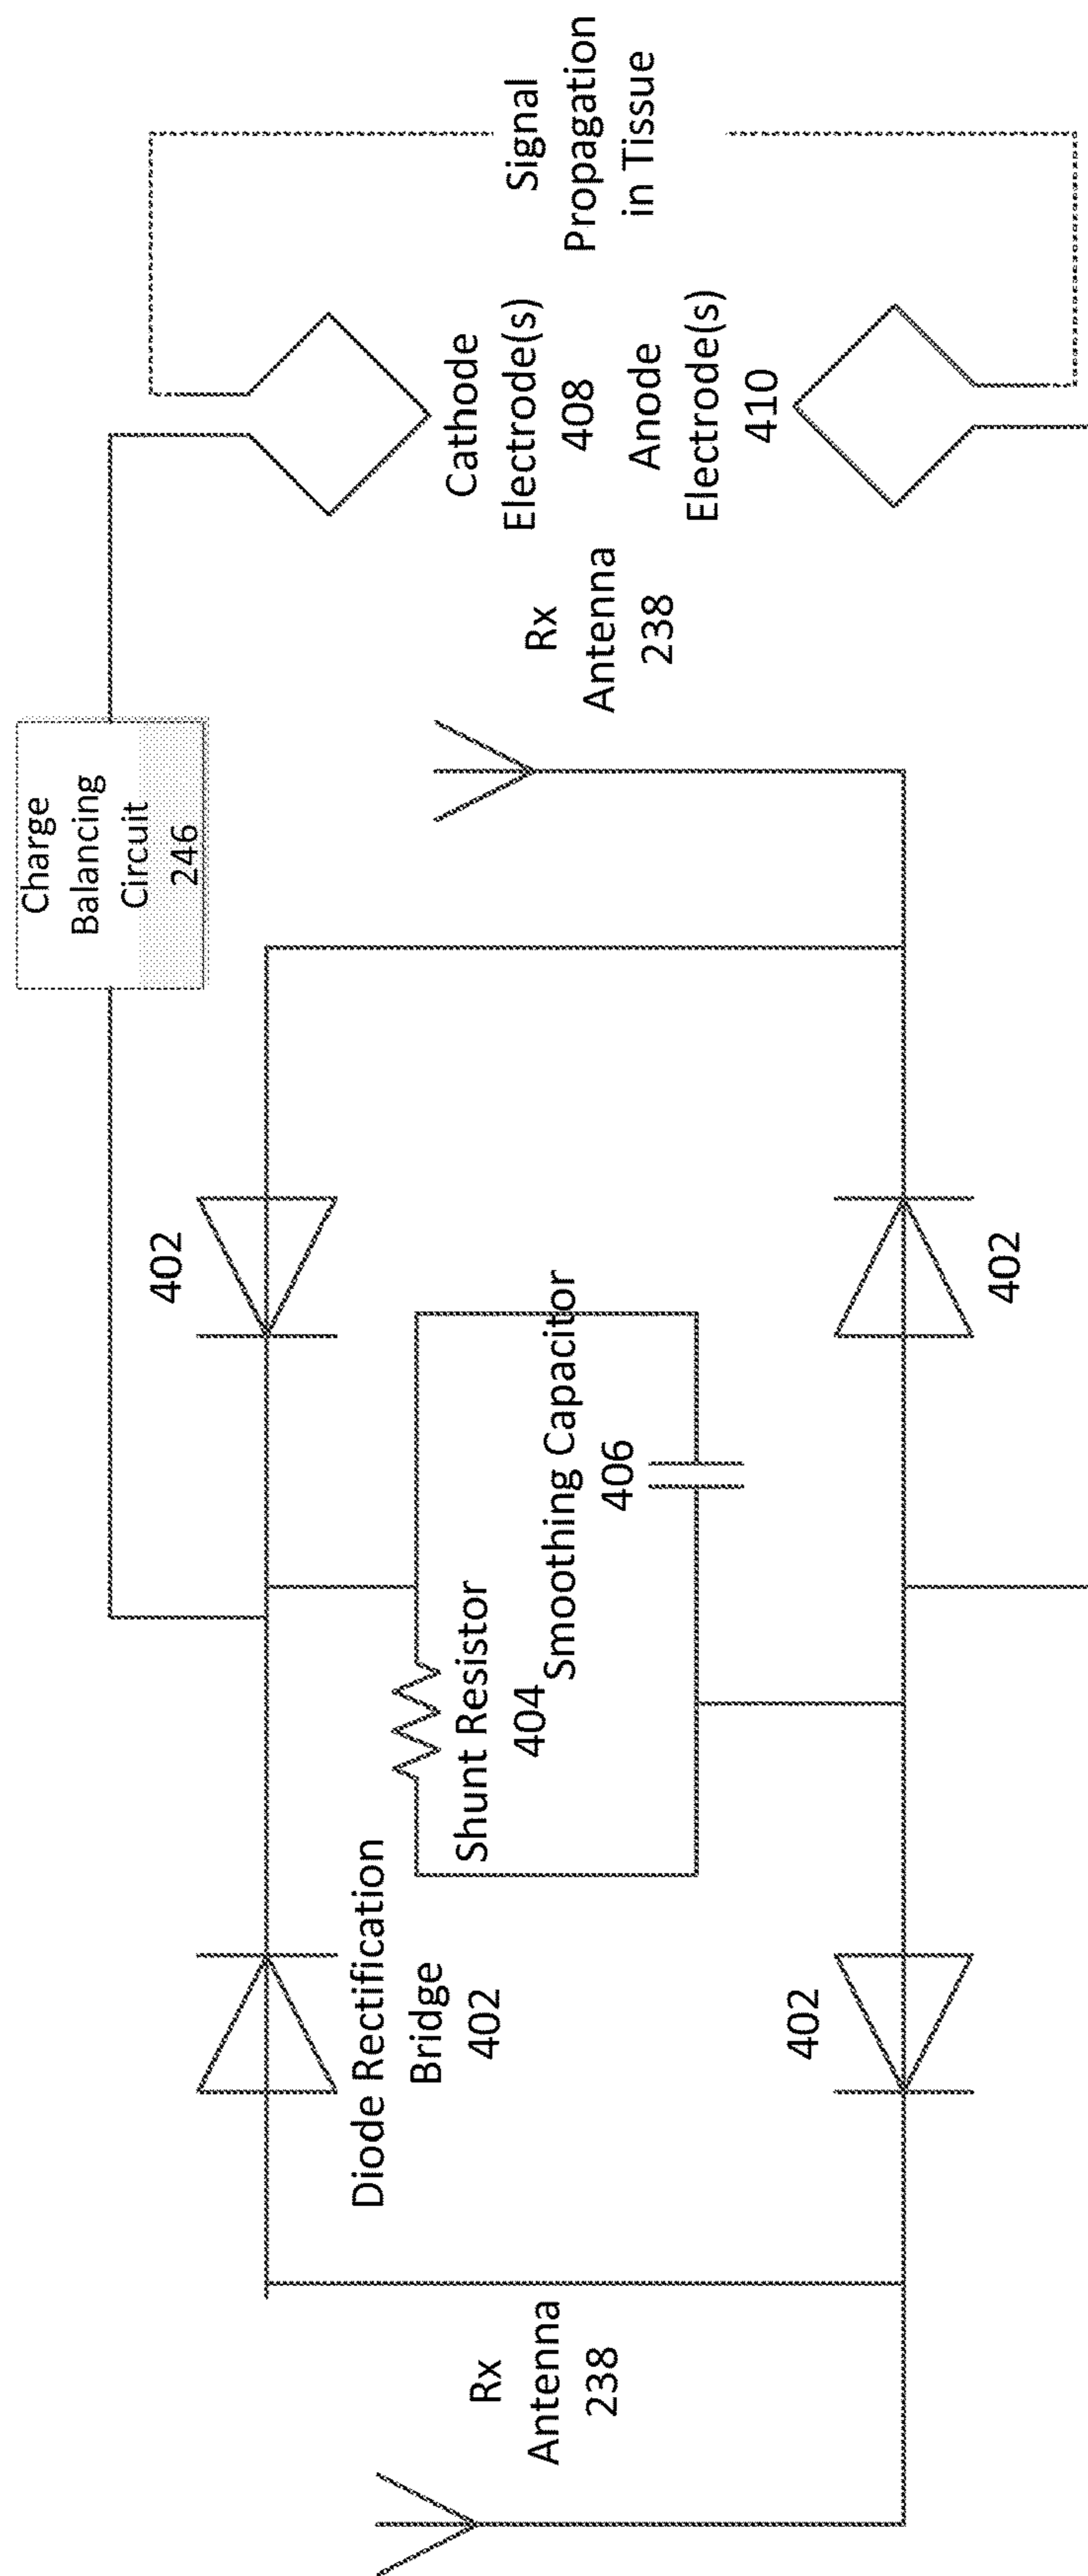 Charge
Balancing
Circuit
246
402
Diode Rectification
Bridge
402
Shunt Resistor
404
Smoothing Capacitor
406
Rx
Antenna
238
Rx
Antenna
238
402
402
Cathode
Electrode(s)
408
Anode
Electrode(s)
410
Signal
Propagation
in Tissue